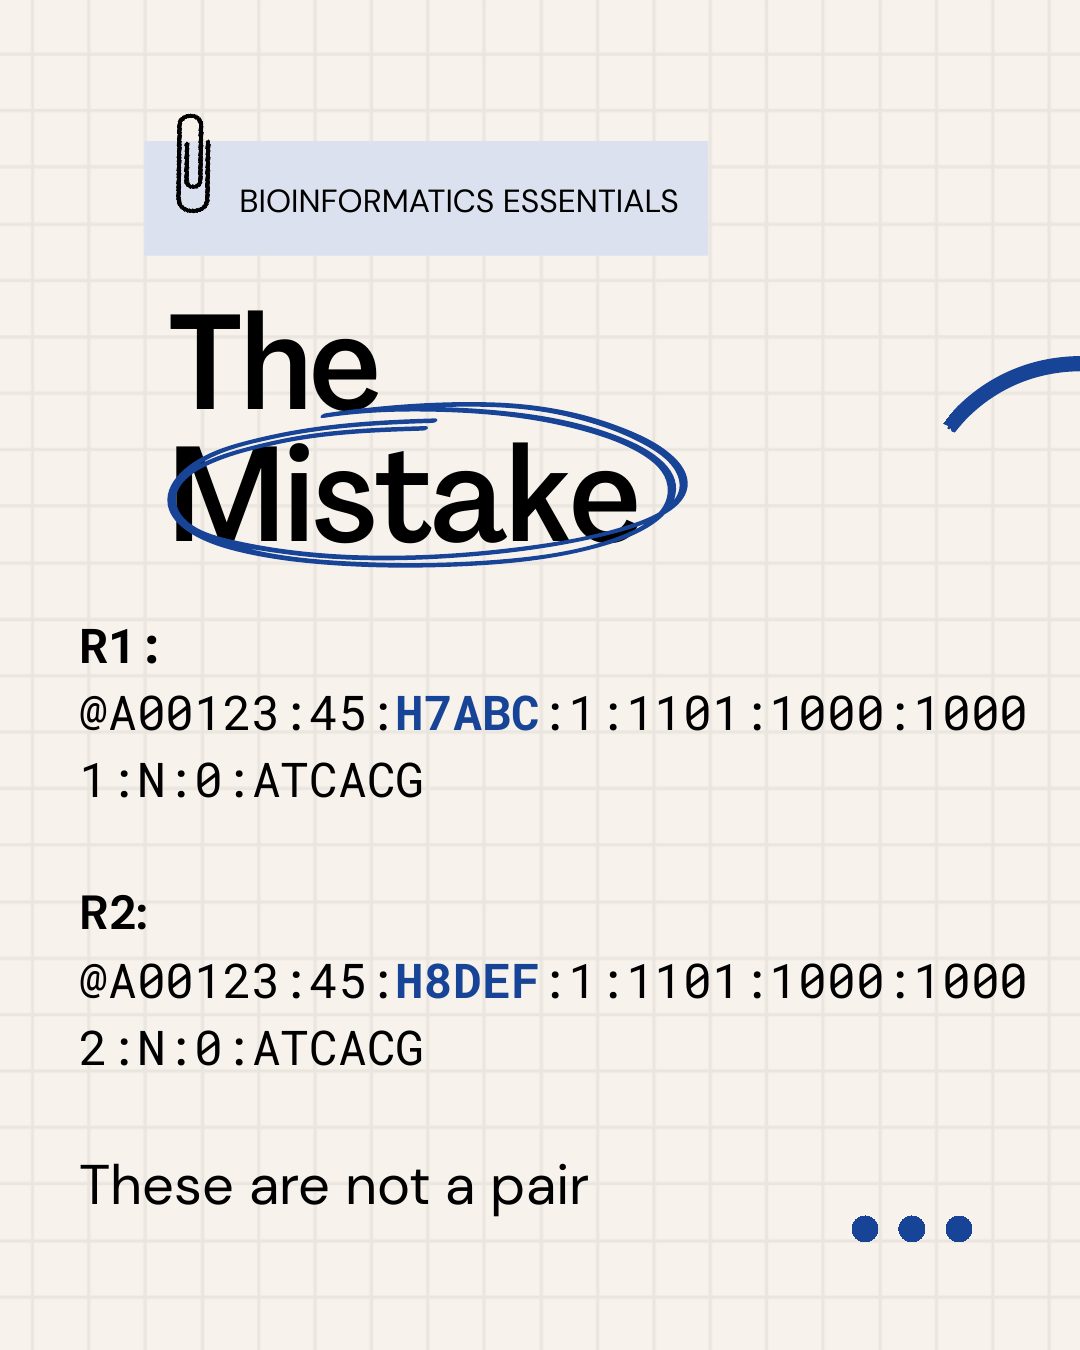 BIOINFORMATICS ESSENTIALS
The
Mistake
R1:
@A00123:45:H7ABC:1:1101:1000:1000
1:N:0:ATCACG
R2:
@A00123:45:H8DEF:1:1101:1000:1000
2:N:0:ATCACG
These are not a pair